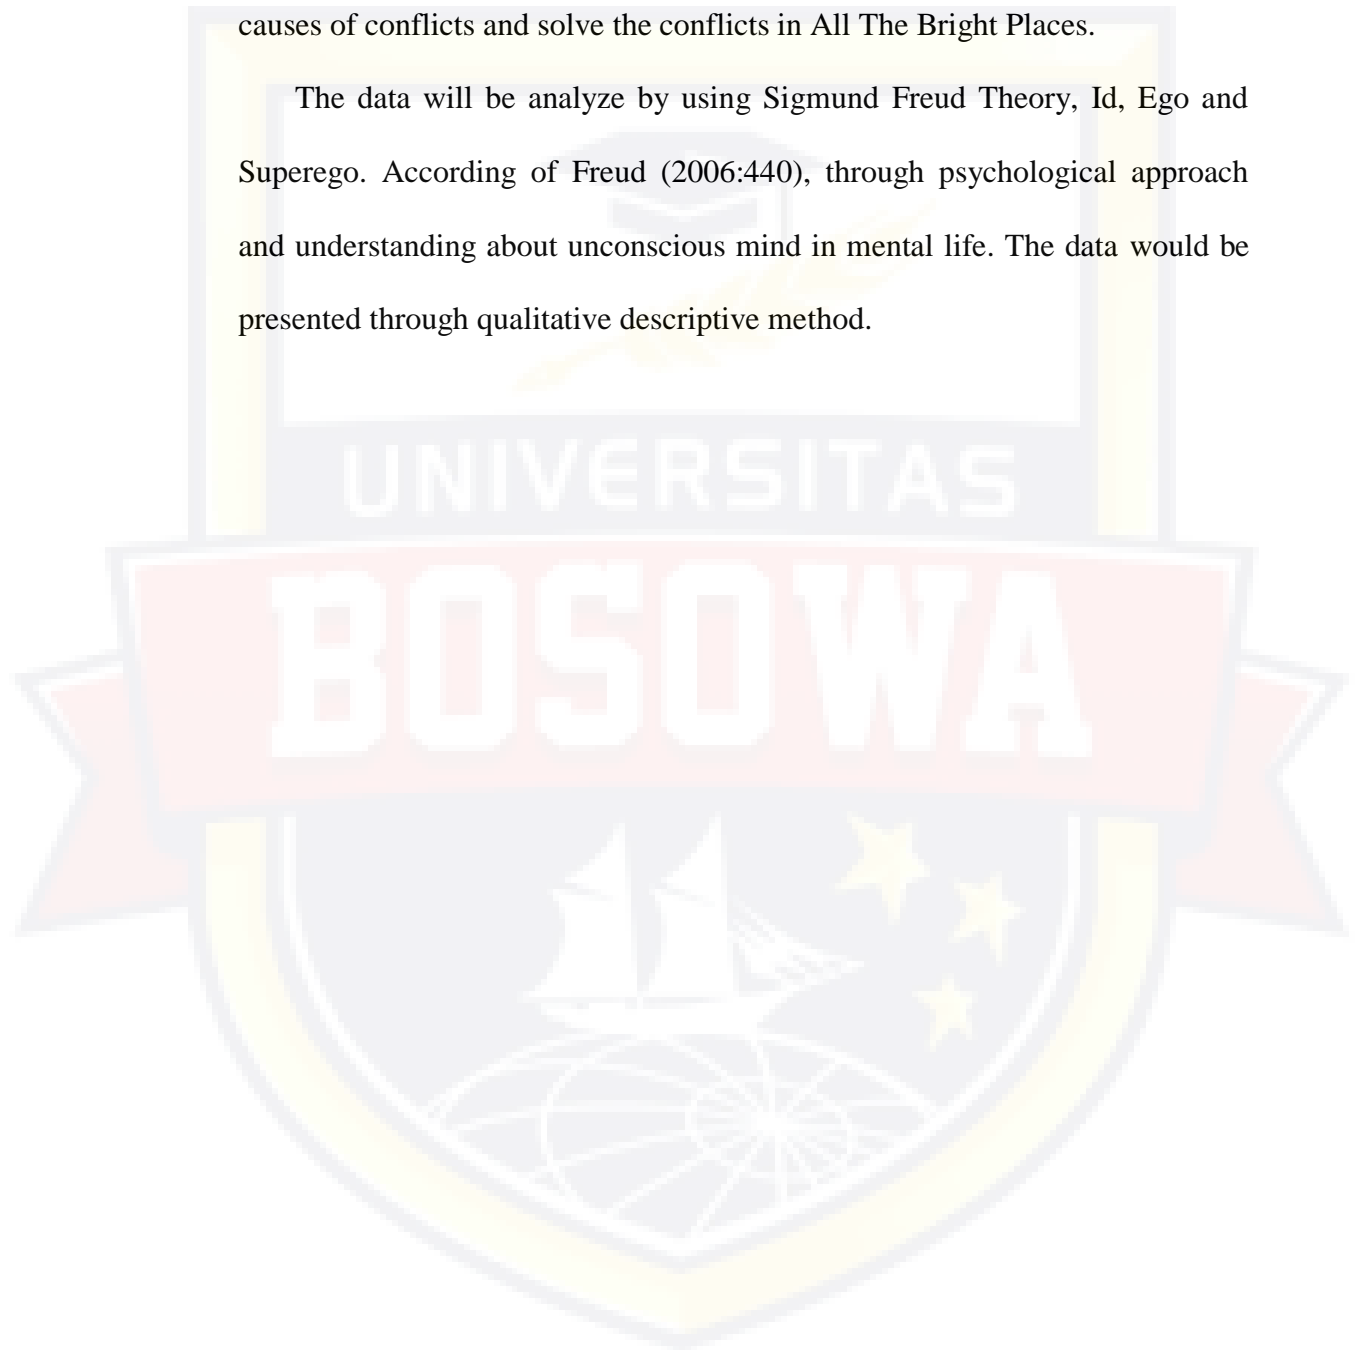 causes of conflicts and solve the conflicts in All The Bright Places.
The data will be analyze by using Sigmund Freud Theory, Id, Ego and
Superego. According of Freud (2006:440), through psychological approach
and understanding about unconscious mind in mental life. The data would be
presented through qualitative descriptive method.
UNIVERSITAS
BOSOWA